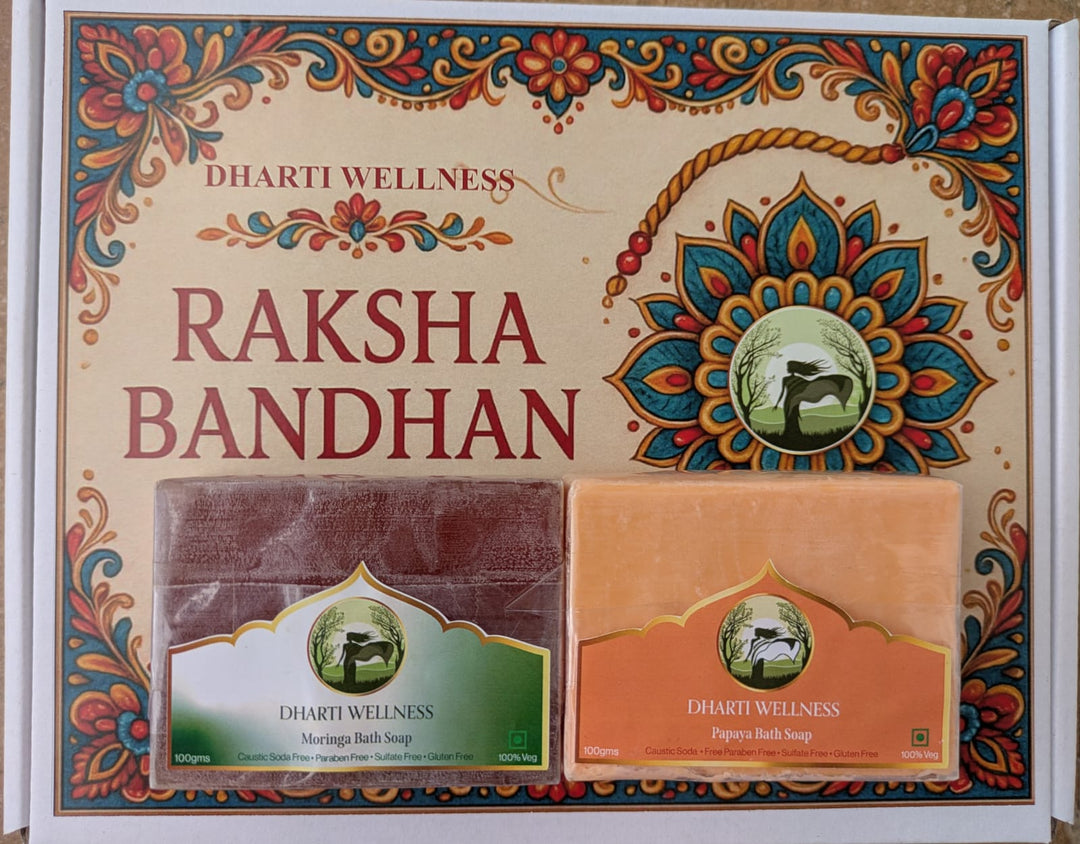 DHARTI WELLNESS
RAKSHA
BANDHAN
DHARTI WELLNESS
Moringa Bath Soap
100gms
Caustic Soda Free • Paraben Free • Sulfate Free • Gluten Free
100% Veg
DHARTI WELLNESS
Papaya Bath Soap
100gms
Caustic Soda • Free Paraben Free • Sulfate Free • Gluten Free
100% Veg